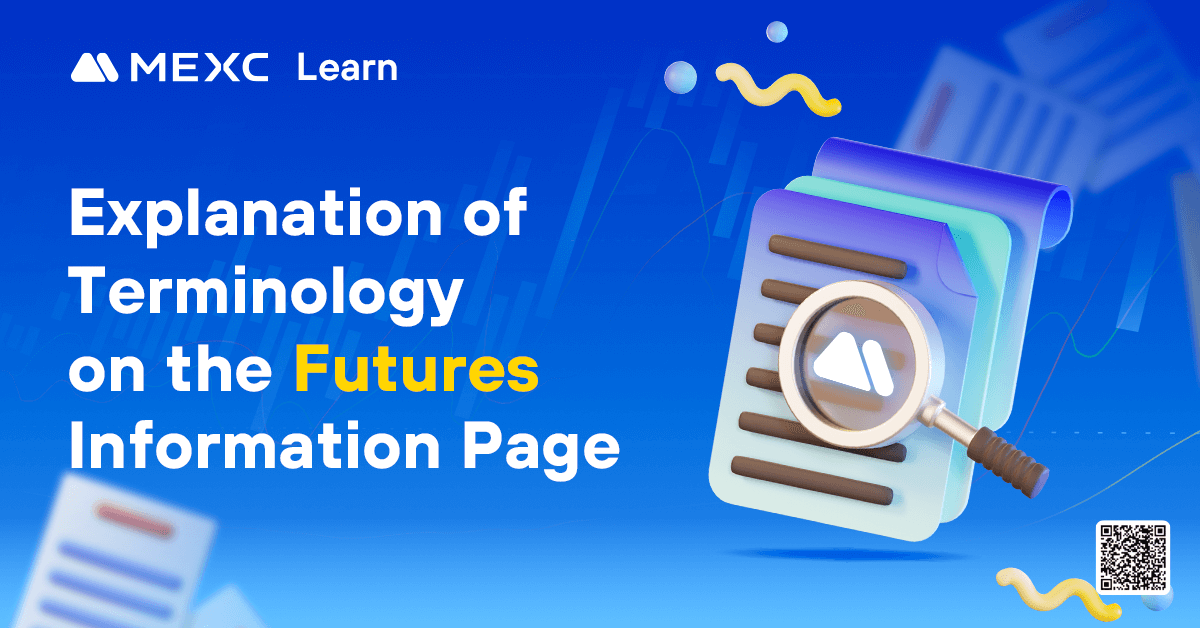 MEXC Learn
Explanation of
Terminology
on the Futures
Information Page